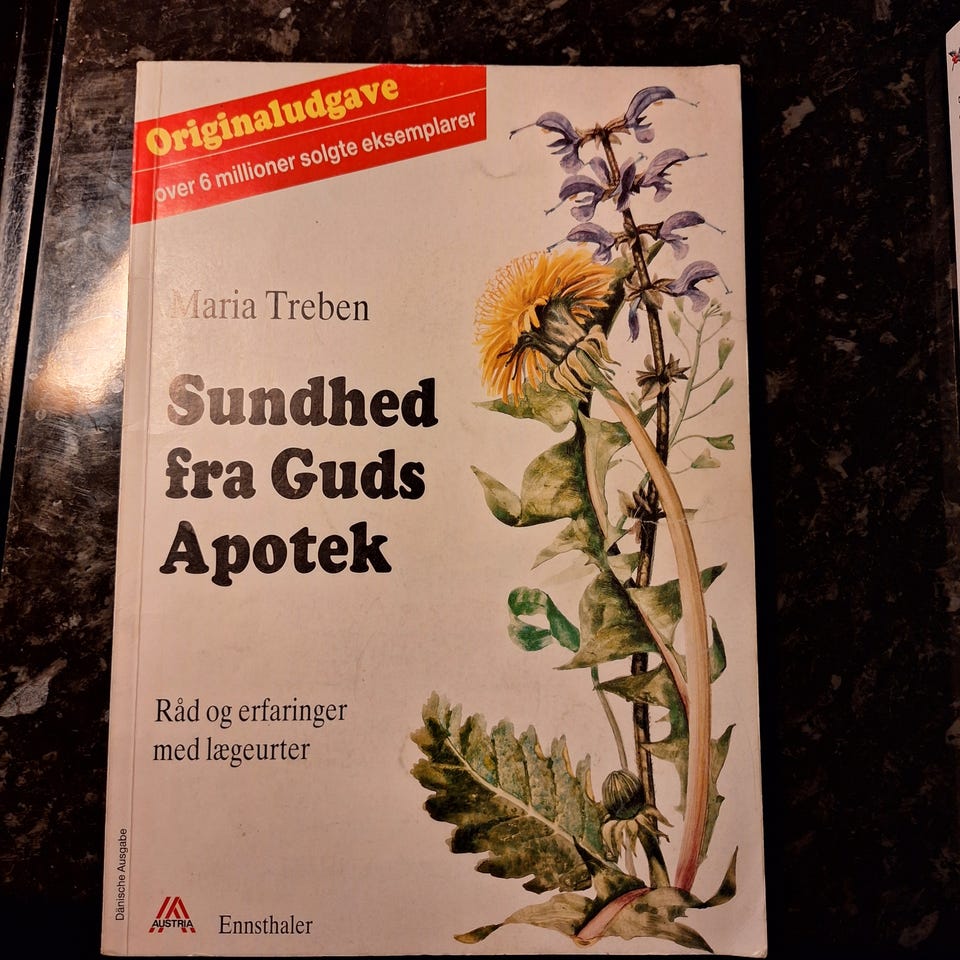 Originaludgave
over 6 millioner solgte eksemplarer
Maria Treben
Sundhed
fra Guds
Apotek
Råd og erfaringer
med lægeurter
Dänische Ausgabe
AUSTRIA
Ennsthaler